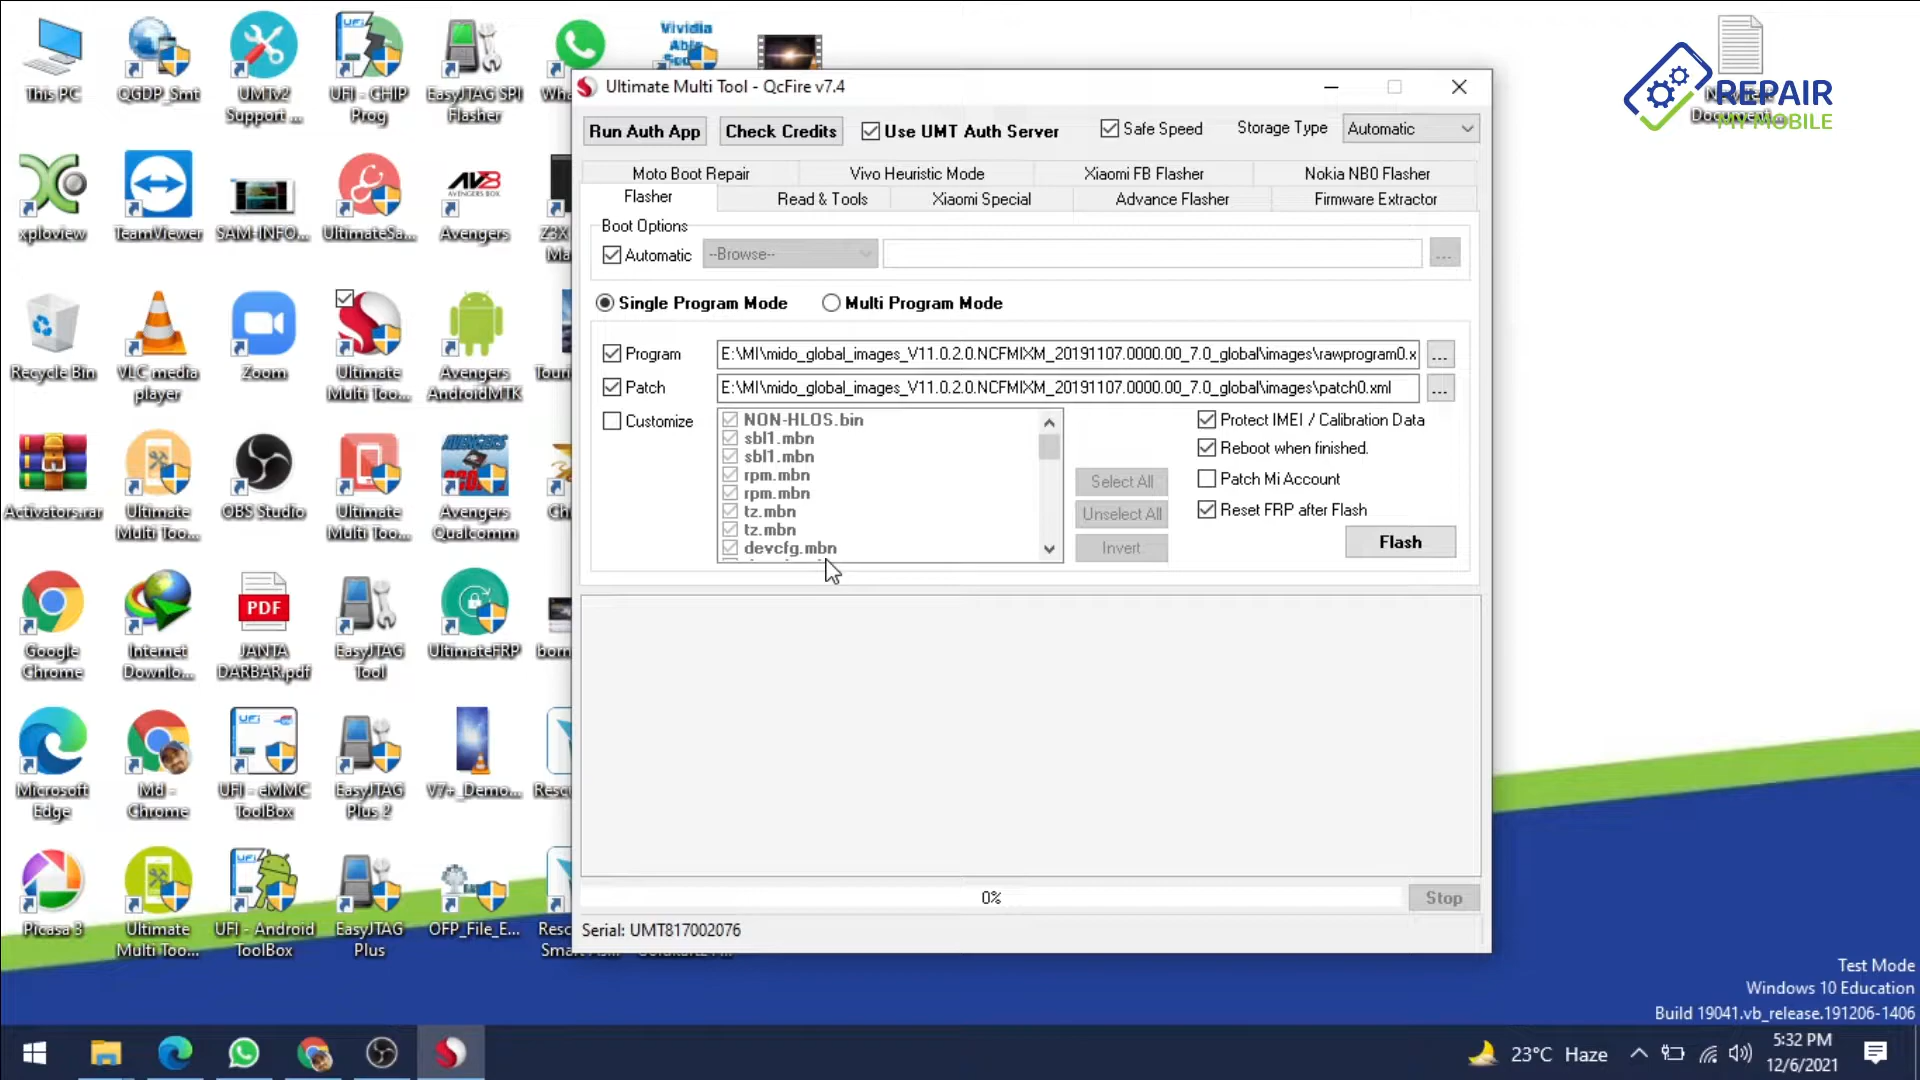 This PC
QGDP_Smt
UMTv2
Support ...
UFI - CHIP
Prog
EasyJTAG SPI
Flasher
Vividia
REPAIR
MY MOBILE
Ultimate Multi Tool - QcFire v7.4
Run Auth App
Check Credits
Use UMT Auth Server
Safe Speed
Storage Type
Automatic
Moto Boot Repair
Vivo Heuristic Mode
Xiaomi FB Flasher
Nokia NB0 Flasher
Flasher
Read & Tools
Xiaomi Special
Advance Flasher
Firmware Extractor
Boot Options
Automatic
--Browse--
...
Single Program Mode
Multi Program Mode
Program
E:\MI\mido_global_images_V11.0.2.0.NCFMIXM_20191107.0000.00_7.0_global\images\rawprogram0.x
...
Patch
E:\MI\mido_global_images_V11.0.2.0.NCFMIXM_20191107.0000.00_7.0_global\images\patch0.xml
...
Customize
NON-HLOS.bin
sbl1.mbn
sbl1.mbn
rpm.mbn
rpm.mbn
tz.mbn
tz.mbn
devcfg.mbn
Select All
Unselect All
Invert
Protect IMEI / Calibration Data
Reboot when finished.
Patch Mi Account
Reset FRP after Flash
Flash
0%
Stop
Serial: UMT817002076
xploview
TeamViewer
SAM-INFO...
UltimateSa...
AVB
AVENGERS BOX
Avengers
Z3X
Recycle Bin
VLC media
player
Zoom
Ultimate
Multi Too...
Avengers
AndroidMTK
Activators.rar
Ultimate
Multi Too...
OBS Studio
Ultimate
Multi Too...
AVENGERS
Avengers
Qualcomm
Google
Chrome
Internet
Downlo...
PDF
JANTA
DARBAR.pdf
EasyJTAG
Tool
UltimateFRP
Microsoft
Edge
Md -
Chrome
UFi
UFI - eMMC
ToolBox
EasyJTAG
Plus 2
V7+_Demo...
Picasa 3
Ultimate
Multi Too...
UFi
UFI - Android
ToolBox
EasyJTAG
Plus
OFP_File_E...
Test Mode
Windows 10 Education
Build 19041.vb_release.191206-1406
23°C Haze
5:32 PM
12/6/2021